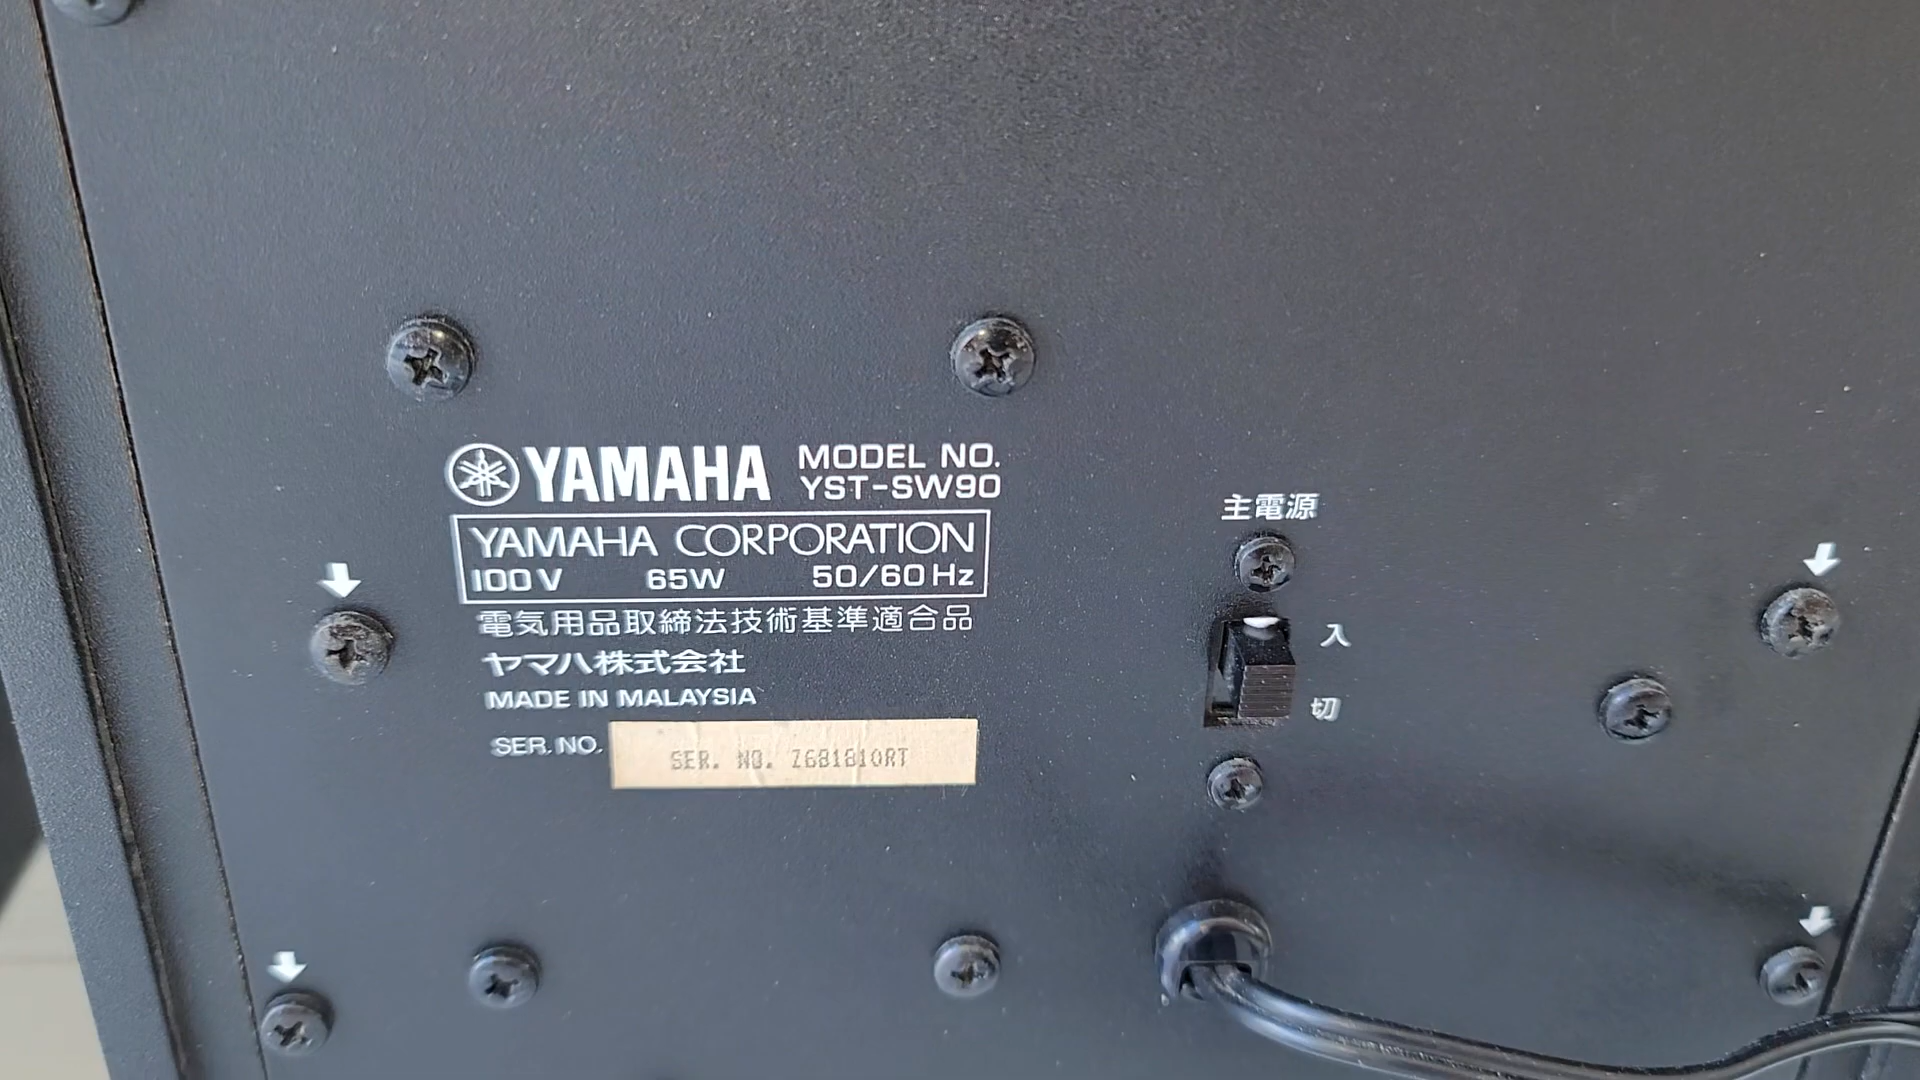 YAMAHA MODEL NO.
YST-SW90
YAMAHA CORPORATION
100V 65W 50/60Hz
電気用品取締法技術基準適合品
ヤマハ株式会社
MADE IN MALAYSIA
SER. NO.
SER. NO. Z681810RT
主電源
入
切